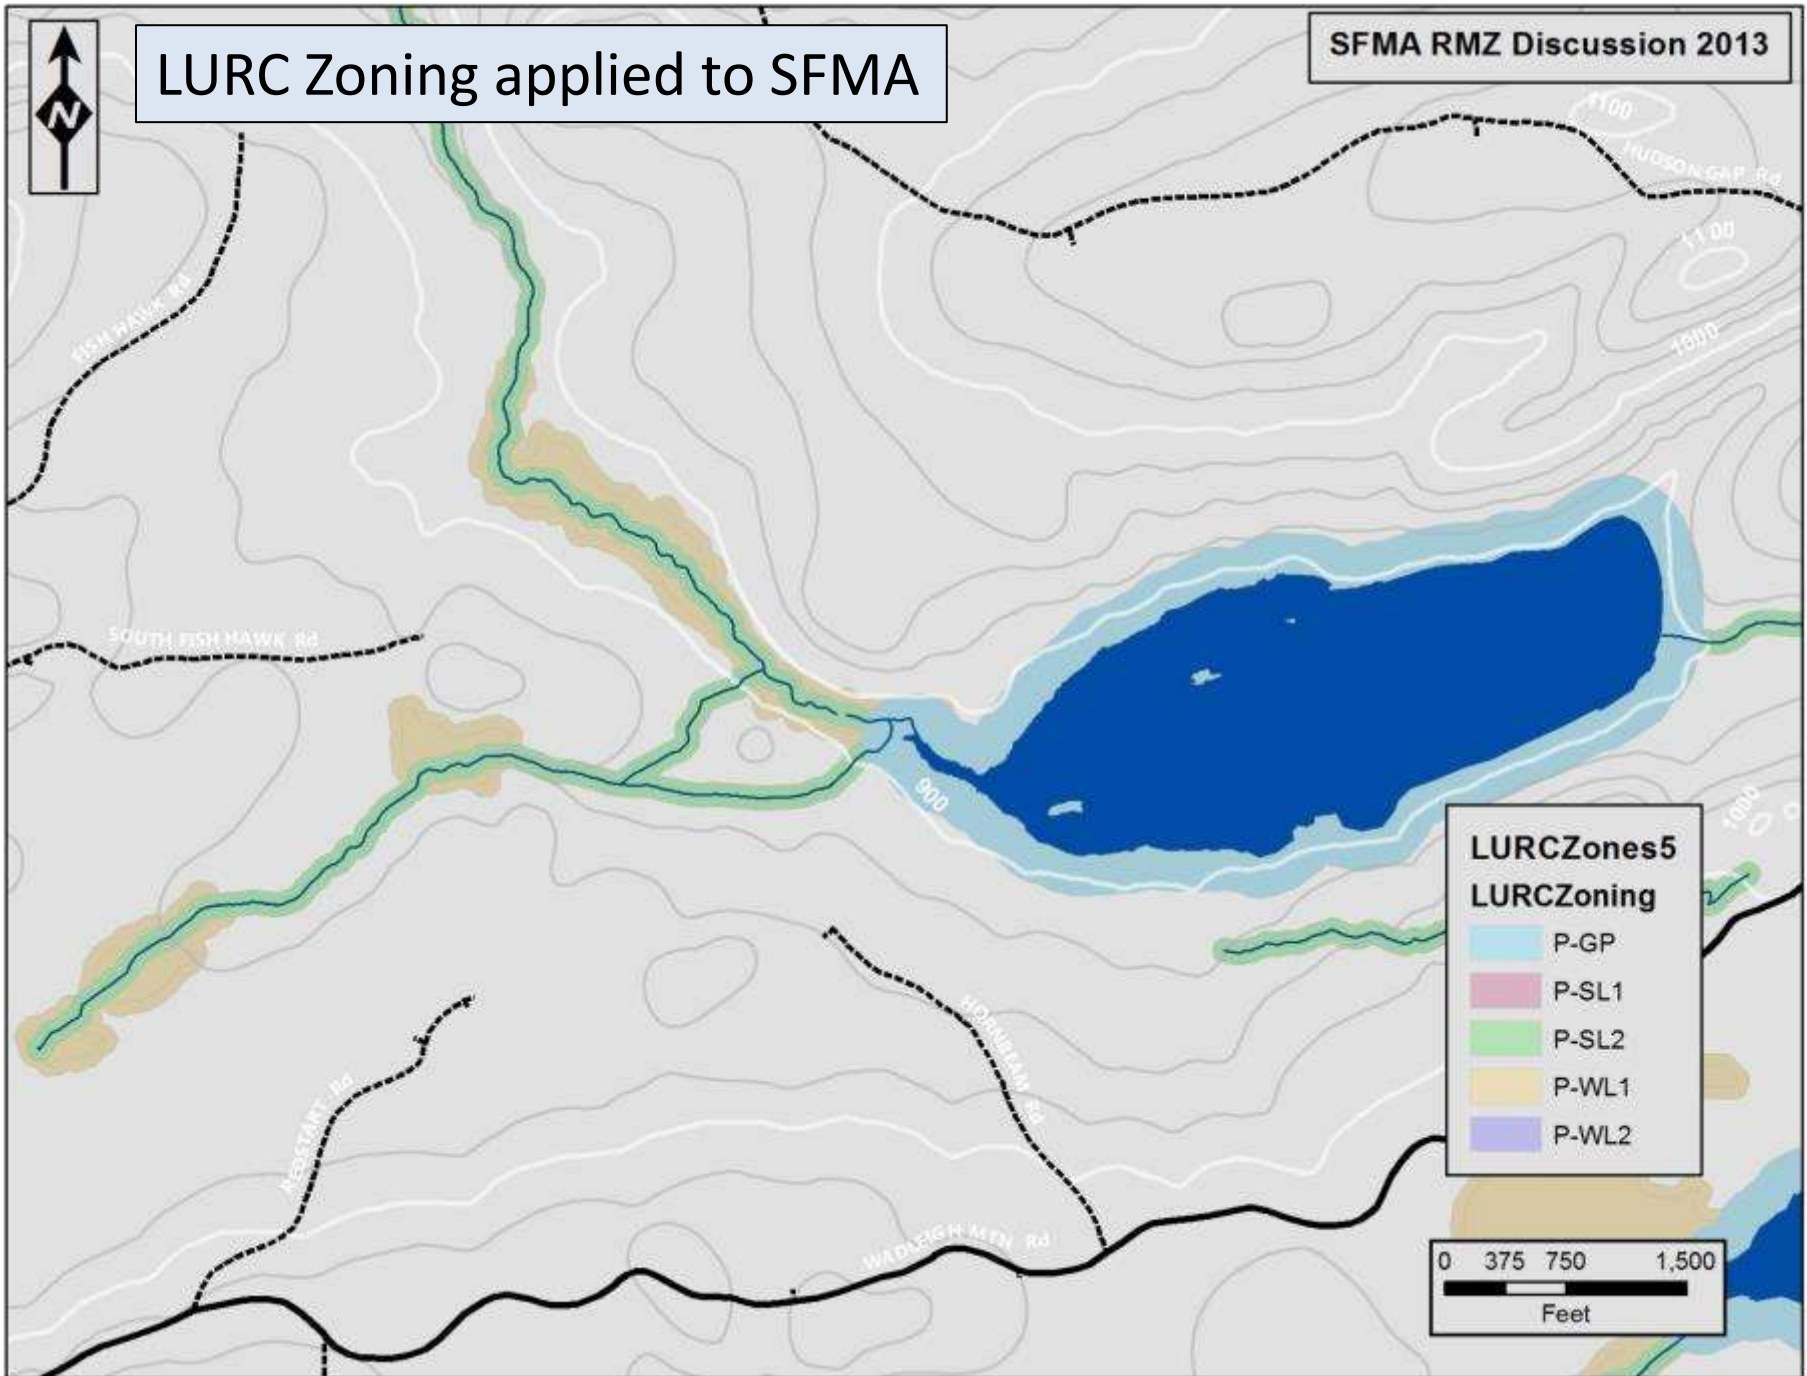 LURC Zoning applied to SFMA
SFMA RMZ Discussion 2013
N
1100
HUDSON GAP Rd
1100
FISH HAWK Rd
1000
SOUTH FISH HAWK Rd
900
1000
LURCZones5
LURCZoning
P-GP
P-SL1
P-SL2
P-WL1
P-WL2
HORNBEAM Rd
REDSTART Rd
WADLEIGH MTN Rd
0 375 750 1,500
Feet